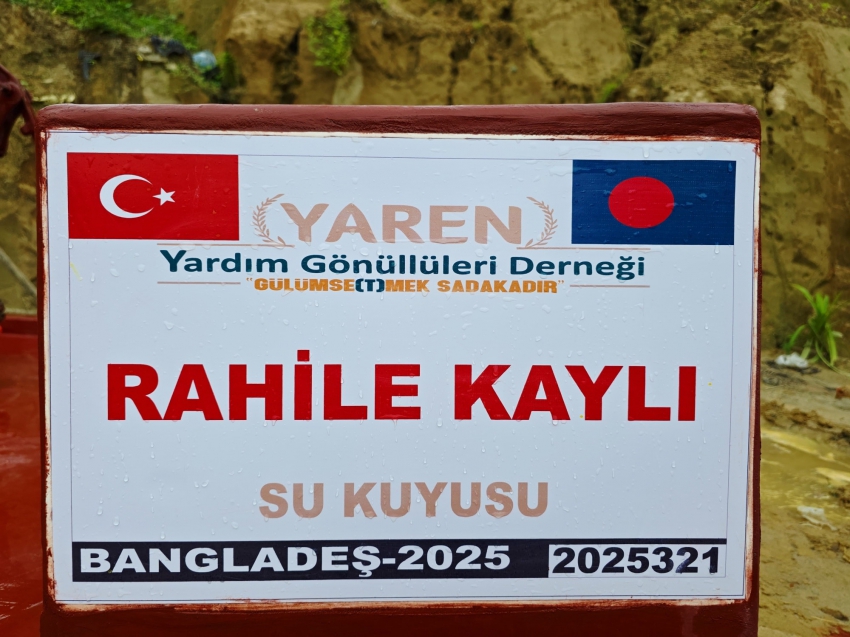 YAREN
Yardım Gönüllüleri Derneği
"GÜLÜMSE(T)MEK SADAKADIR"
RAHİLE KAYLI
SU KUYUSU
BANGLADEŞ-2025 2025321